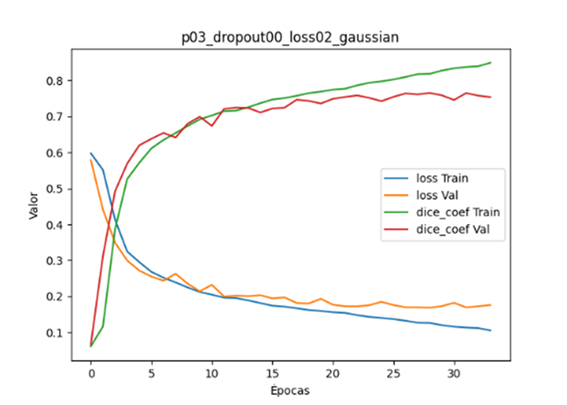 p03_dropout00_loss02_gaussian
0.8
0.7
0.6
0.5
0.4
0.3
0.2
0.1
Valor
loss Train
loss Val
dice_coef Train
dice_coef Val
0 5 10 15 20 25 30
Épocas